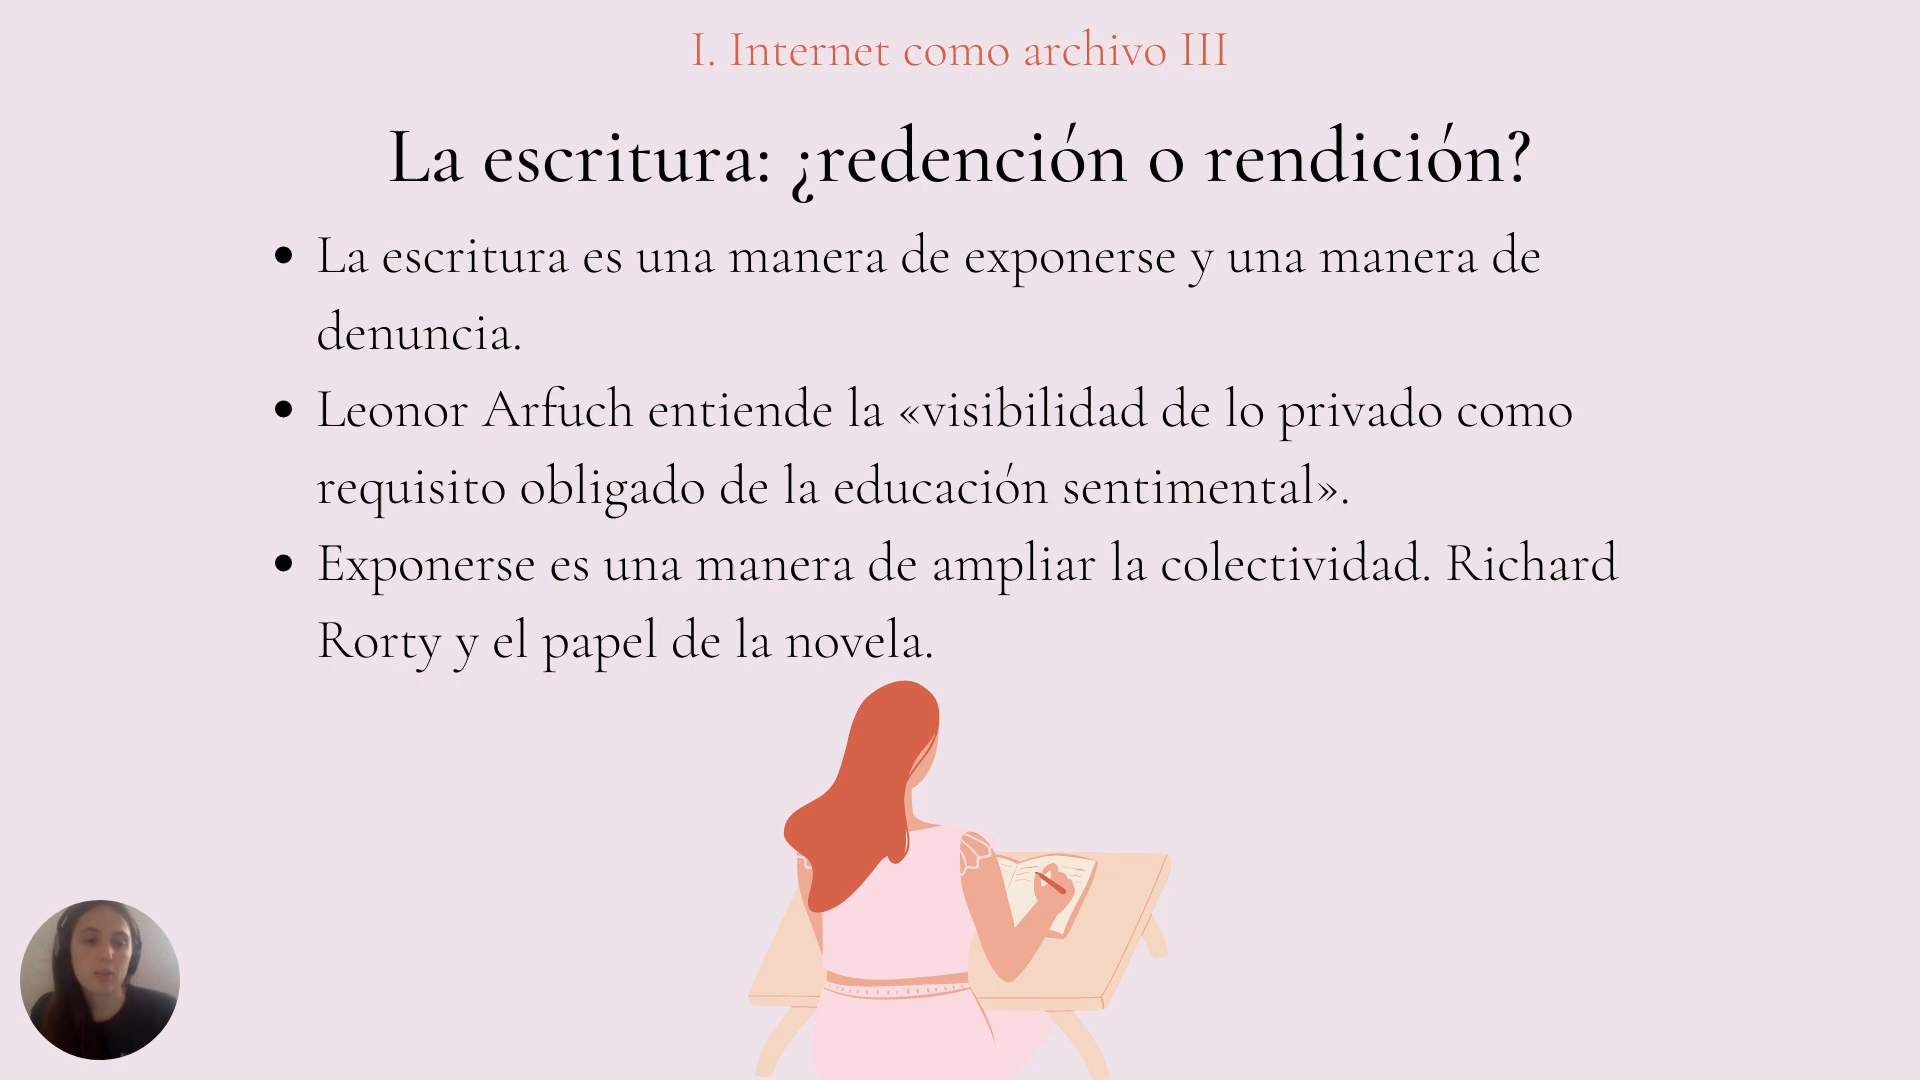 I. Internet como archivo III
La escritura: ¿redención o rendición?
• La escritura es una manera de exponerse y una manera de
denuncia.
• Leonor Arfuch entiende la «visibilidad de lo privado como
requisito obligado de la educación sentimental».
• Exponerse es una manera de ampliar la colectividad. Richard
Rorty y el papel de la novela.